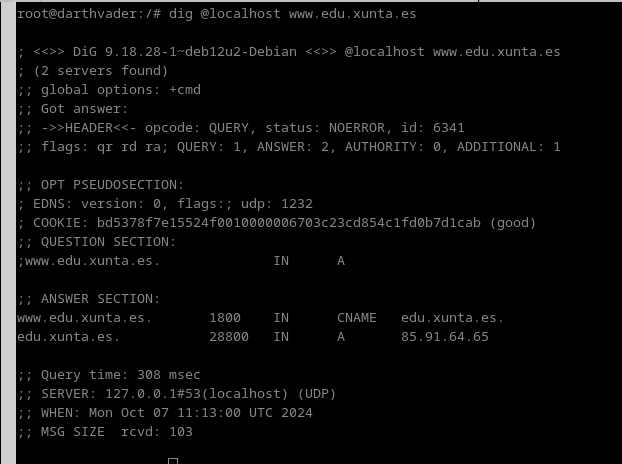 root@darthvader:/# dig @localhost www.edu.xunta.es
; <<>> DiG 9.18.28-1~deb12u2-Debian <<>> @localhost www.edu.xunta.es
; (2 servers found)
;; global options: +cmd
;; Got answer:
;; ->>HEADER<<- opcode: QUERY, status: NOERROR, id: 6341
;; flags: qr rd ra; QUERY: 1, ANSWER: 2, AUTHORITY: 0, ADDITIONAL: 1
;; OPT PSEUDOSECTION:
; EDNS: version: 0, flags:; udp: 1232
; COOKIE: bd5378f7e15524f0010000006703c23cd854c1fd0b7d1cab (good)
;; QUESTION SECTION:
;www.edu.xunta.es. IN A
;; ANSWER SECTION:
www.edu.xunta.es. 1800 IN CNAME edu.xunta.es.
edu.xunta.es. 28800 IN A 85.91.64.65
;; Query time: 308 msec
;; SERVER: 127.0.0.1#53(localhost) (UDP)
;; WHEN: Mon Oct 07 11:13:00 UTC 2024
;; MSG SIZE rcvd: 103